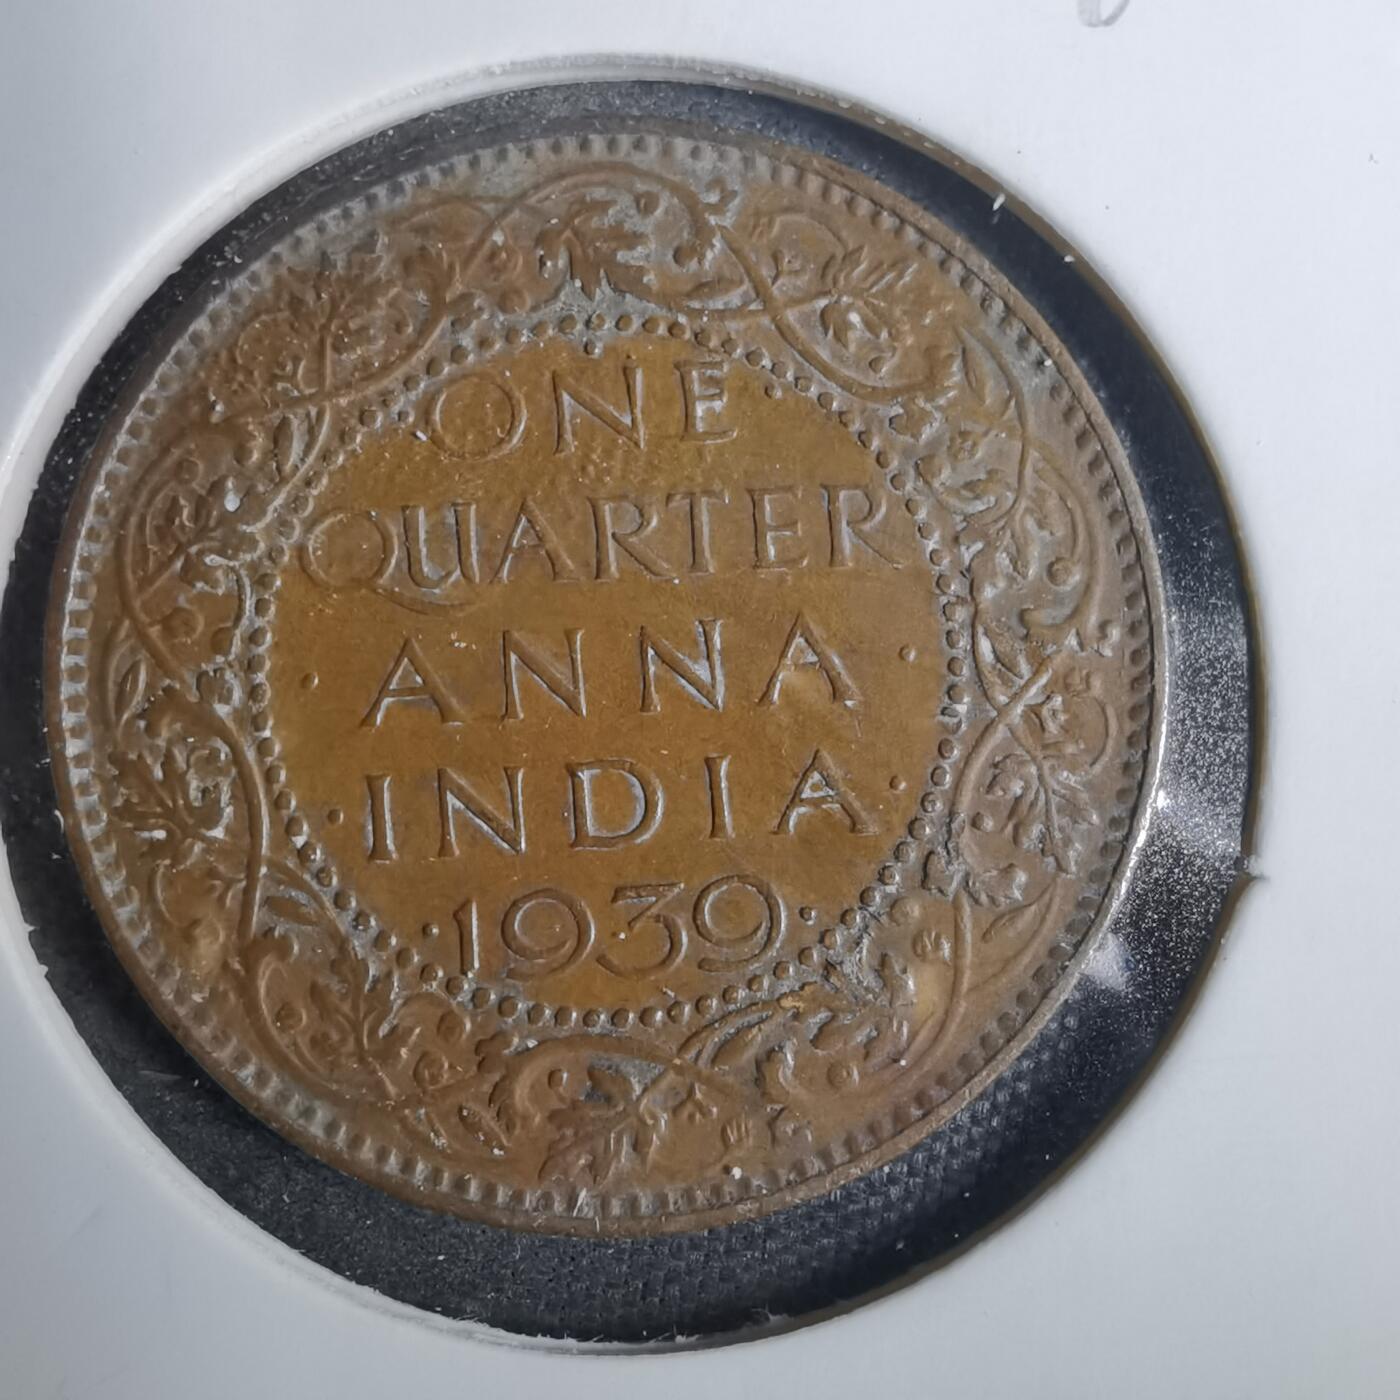 ONE
QUARTER
ANNA
INDIA
1939